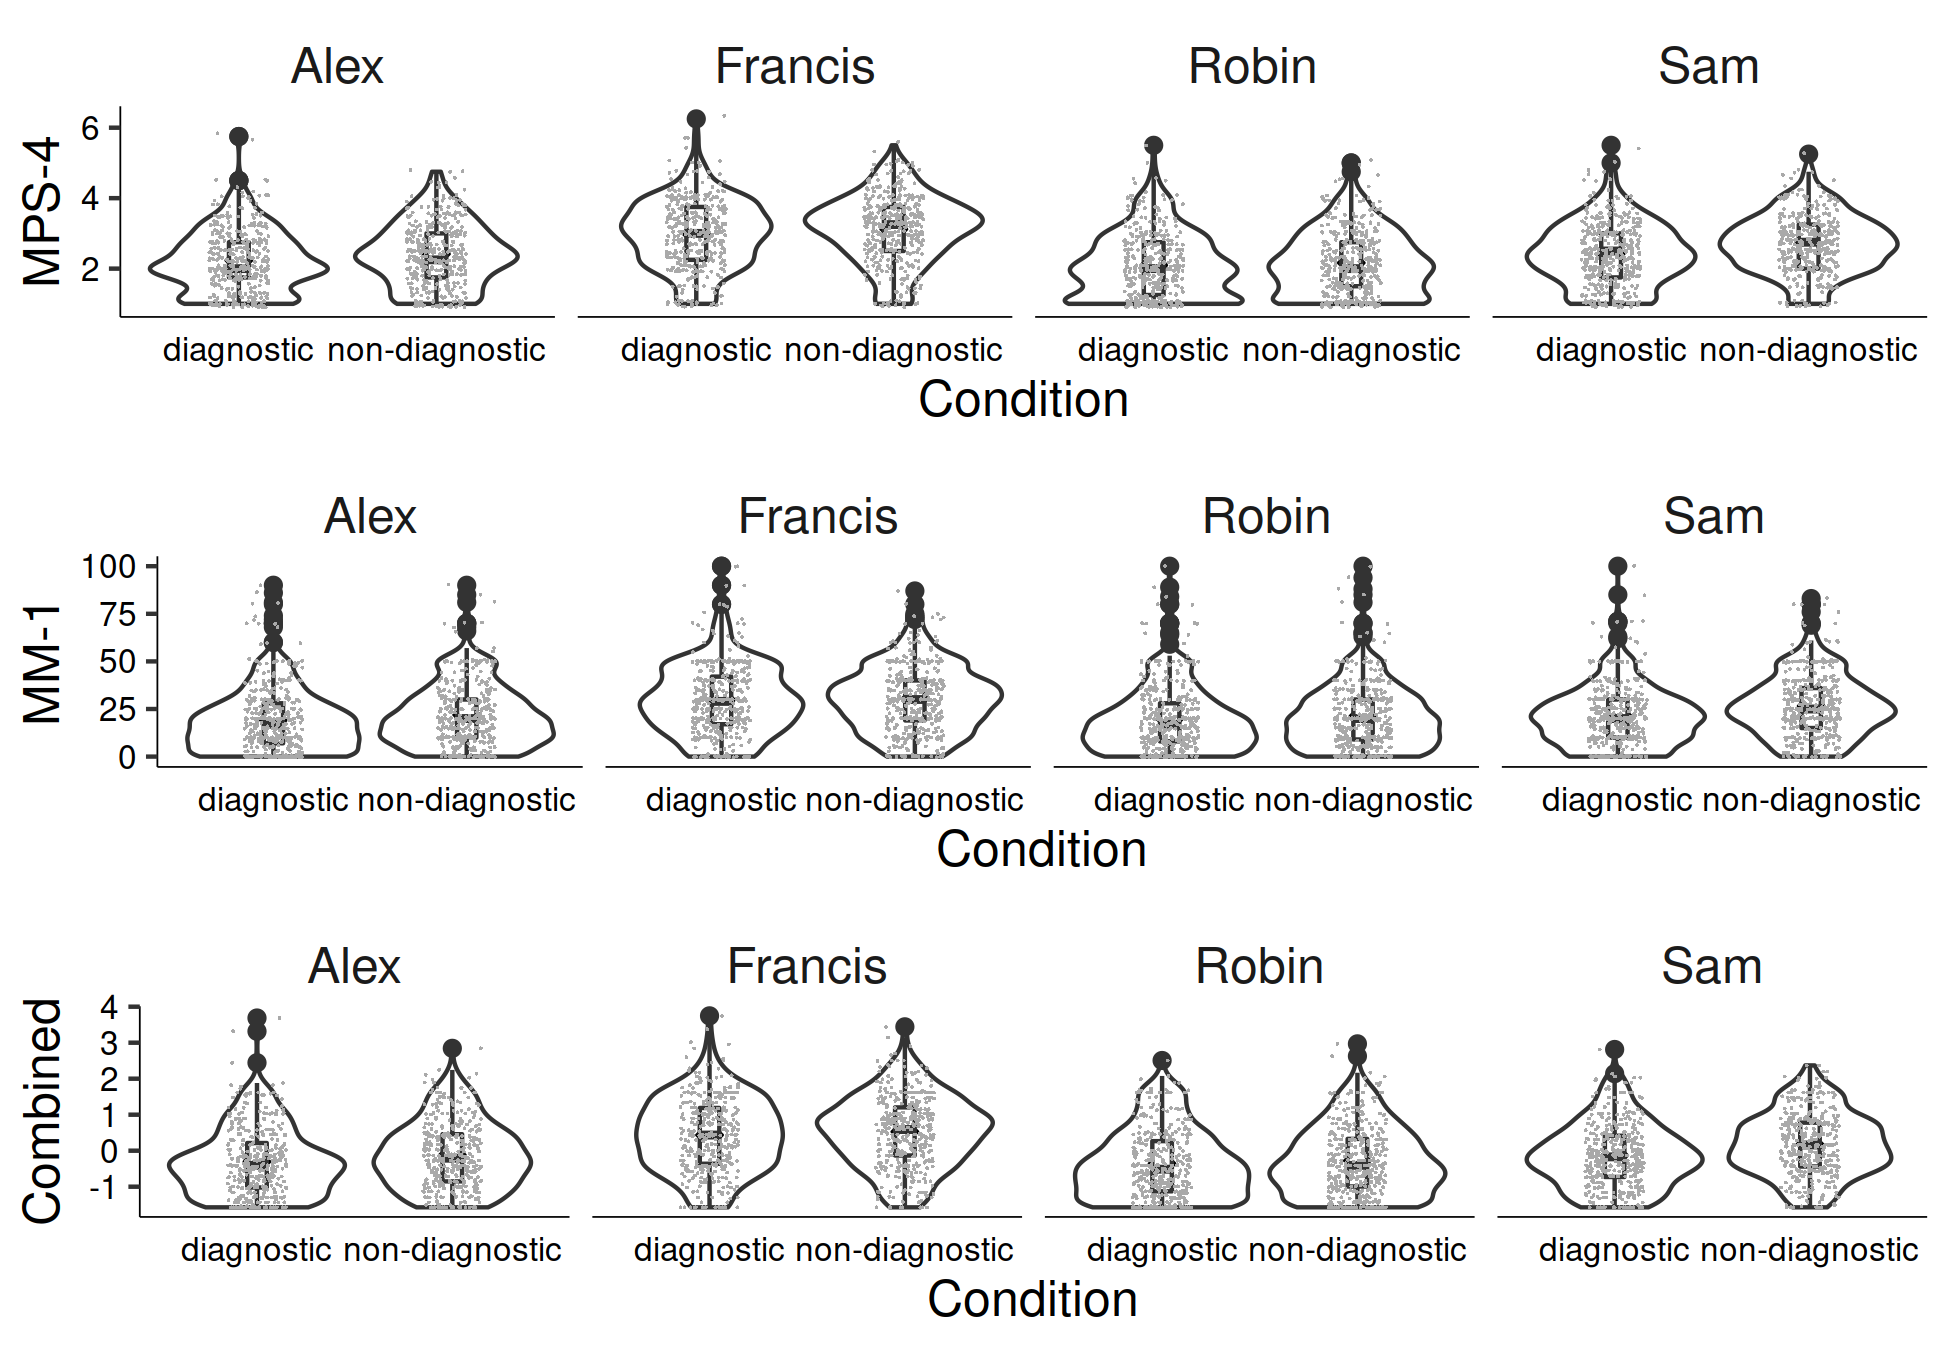 Alex Francis Robin Sam
MPS-4
6
4
2
diagnostic non-diagnostic diagnostic non-diagnostic diagnostic non-diagnostic diagnostic non-diagnostic
Condition
Alex Francis Robin Sam
MM-1
100
75
50
25
0
diagnostic non-diagnostic diagnostic non-diagnostic diagnostic non-diagnostic diagnostic non-diagnostic
Condition
Alex Francis Robin Sam
Combined
4
3
2
1
0
-1
diagnostic non-diagnostic diagnostic non-diagnostic diagnostic non-diagnostic diagnostic non-diagnostic
Condition